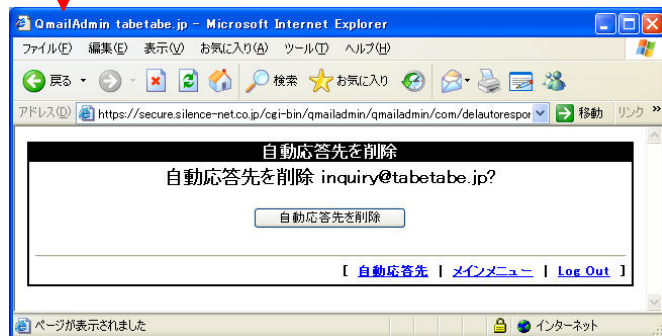 QmailAdmin tabetabe.jp - Microsoft Internet Explorer
ファイル(F) 編集(E) 表示(V) お気に入り(A) ツール(T) ヘルプ(H)
戻る 検索 お気に入り
アドレス(D) https://secure.silence-net.co.jp/cgi-bin/qmailadmin/qmailadmin/com/delautorespor 移動 リンク »
自動応答先を削除
自動応答先を削除 inquiry@tabetabe.jp?
自動応答先を削除
[ 自動応答先 | メインメニュー | Log Out ]
ページが表示されました インターネット